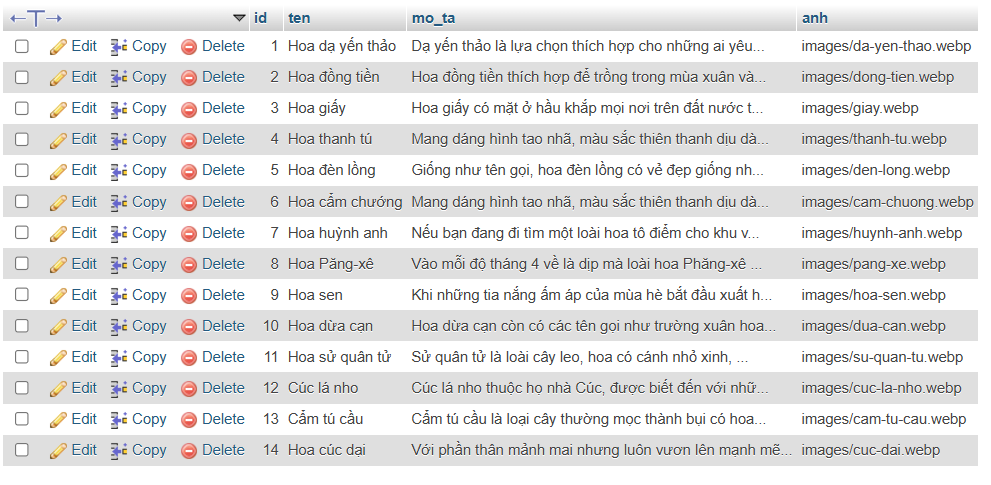 id ten mo_ta anh
Edit Copy Delete 1 Hoa dạ yến thảo Dạ yến thảo là lựa chọn thích hợp cho những ai yêu... images/da-yen-thao.webp
Edit Copy Delete 2 Hoa đồng tiền Hoa đồng tiền thích hợp để trồng trong mùa xuân và... images/dong-tien.webp
Edit Copy Delete 3 Hoa giấy Hoa giấy có mặt ở hầu khắp mọi nơi trên đất nước t... images/giay.webp
Edit Copy Delete 4 Hoa thanh tú Mang dáng hình tao nhã, màu sắc thiên thanh dịu dà... images/thanh-tu.webp
Edit Copy Delete 5 Hoa đèn lồng Giống như tên gọi, hoa đèn lồng có vẻ đẹp giống nh... images/den-long.webp
Edit Copy Delete 6 Hoa cẩm chướng Mang dáng hình tao nhã, màu sắc thiên thanh dịu dà... images/cam-chuong.webp
Edit Copy Delete 7 Hoa huỳnh anh Nếu bạn đang đi tìm một loài hoa tô điểm cho khu v... images/huynh-anh.webp
Edit Copy Delete 8 Hoa Păng-xê Vào mỗi độ tháng 4 về là dịp mà loài hoa Phăng-xê ... images/pang-xe.webp
Edit Copy Delete 9 Hoa sen Khi những tia nắng ấm áp của mùa hè bắt đầu xuất h... images/hoa-sen.webp
Edit Copy Delete 10 Hoa dừa cạn Hoa dừa cạn còn có các tên gọi như trường xuân hoa... images/dua-can.webp
Edit Copy Delete 11 Hoa sử quân tử Sử quân tử là loài cây leo, hoa có cánh nhỏ xinh, ... images/su-quan-tu.webp
Edit Copy Delete 12 Cúc lá nho Cúc lá nho thuộc họ nhà Cúc, được biết đến với nhữ... images/cuc-la-nho.webp
Edit Copy Delete 13 Cẩm tú cầu Cẩm tú cầu là loại cây thường mọc thành bụi có hoa... images/cam-tu-cau.webp
Edit Copy Delete 14 Hoa cúc dại Với phần thân mảnh mai nhưng luôn vươn lên mạnh mẽ... images/cuc-dai.webp